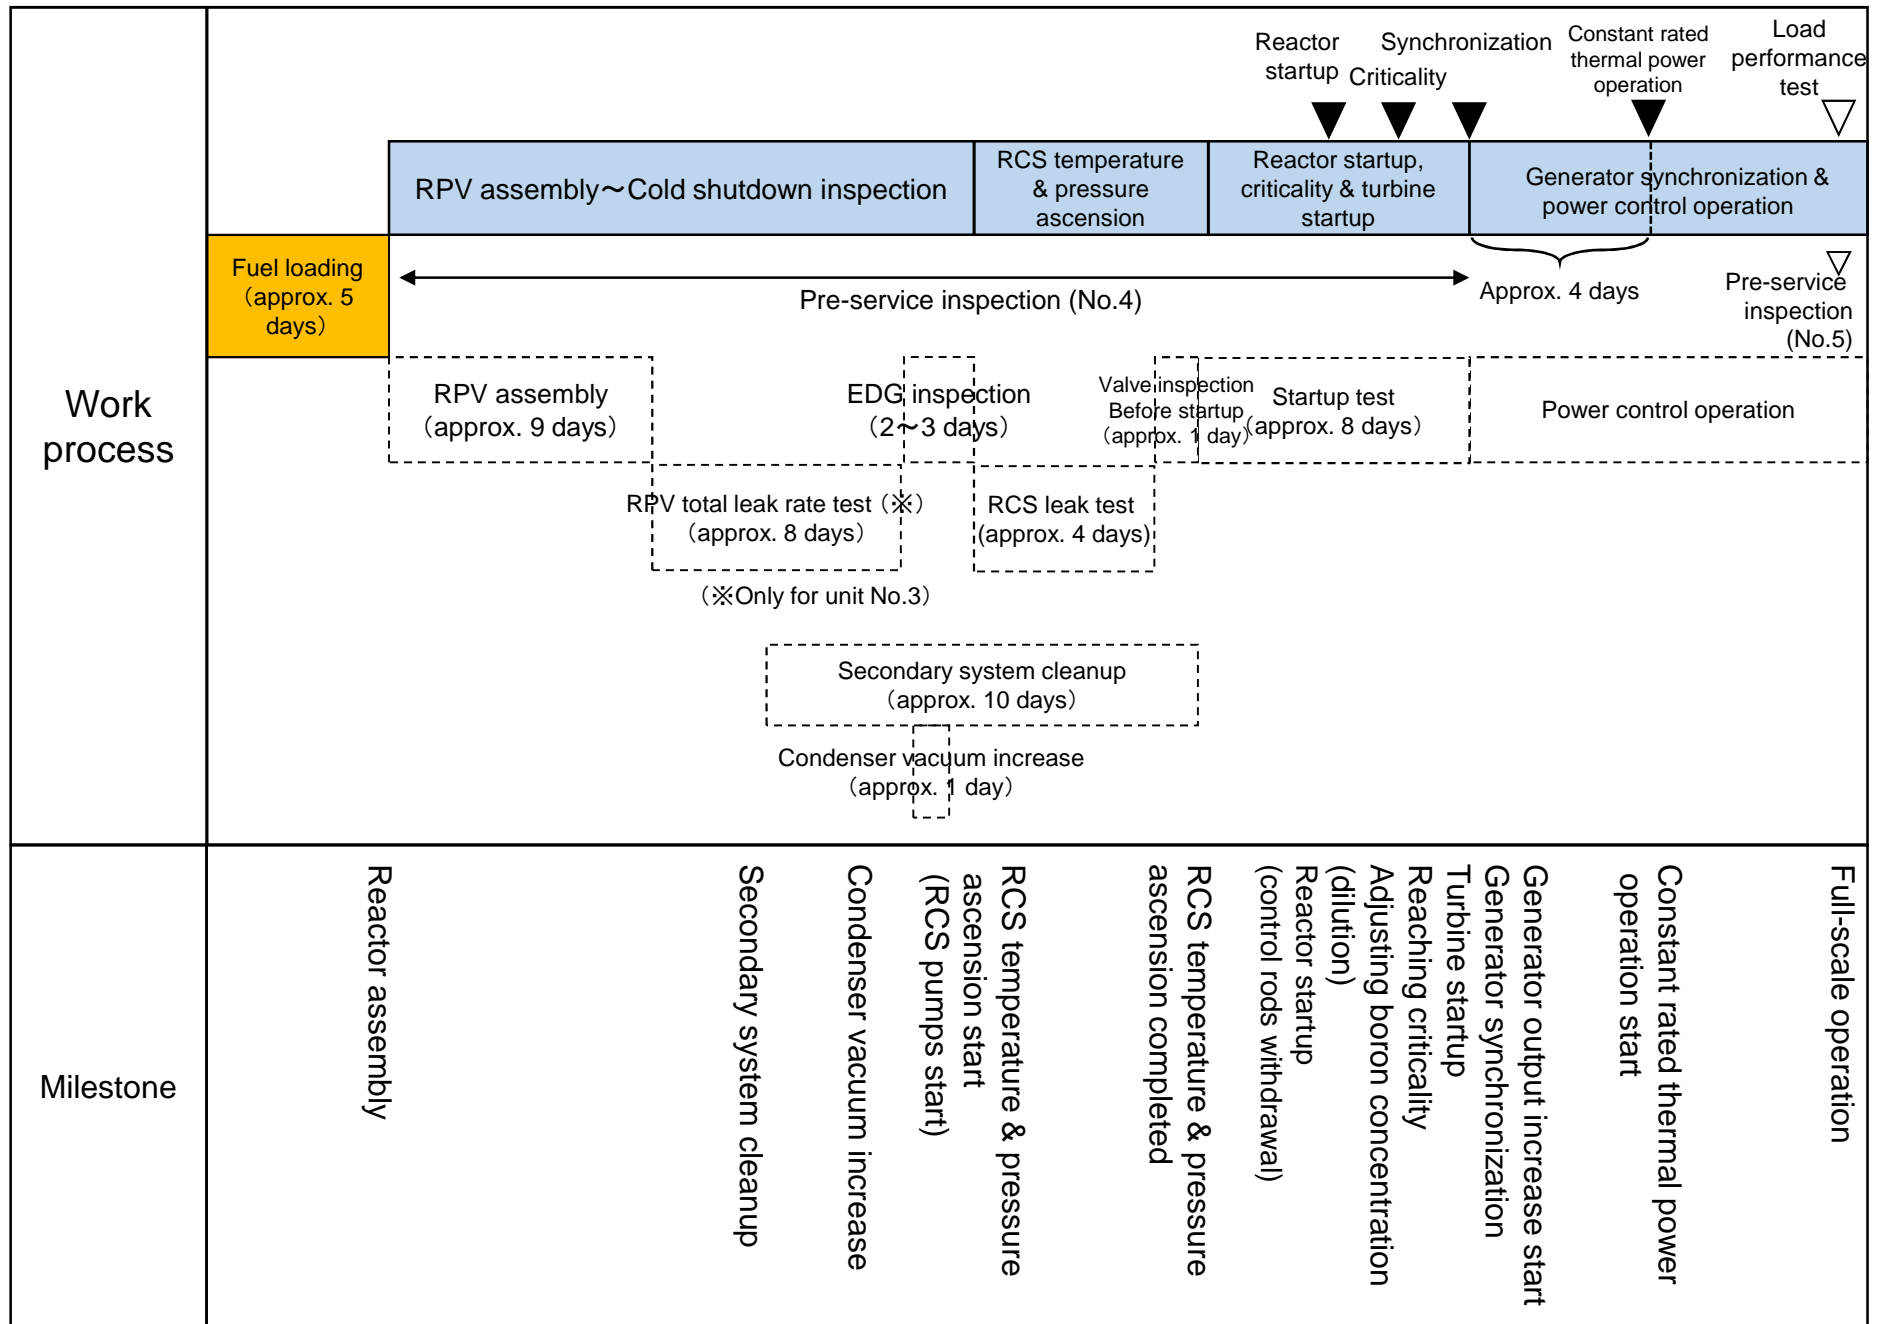 Work
process
Reactor
startup
Criticality
Synchronization
Constant rated
thermal power
operation
Load
performance
test
RPV assembly～Cold shutdown inspection
RCS temperature
& pressure
ascension
Reactor startup,
criticality & turbine
startup
Generator synchronization &
power control operation
Fuel loading
（approx. 5
days）
Pre-service inspection (No.4)
Approx. 4 days
Pre-service
inspection
(No.5)
RPV assembly
（approx. 9 days）
EDG inspection
（2～3 days）
Valve inspection
Before startup
（approx. 1 day）
Startup test
(approx. 8 days）
Power control operation
RPV total leak rate test（※）
（approx. 8 days）
RCS leak test
(approx. 4 days)
（※Only for unit No.3）
Secondary system cleanup
（approx. 10 days）
Condenser vacuum increase
（approx. 1 day）
Milestone
Reactor assembly
Secondary system cleanup
Condenser vacuum increase
RCS temperature & pressure
ascension start
(RCS pumps start)
RCS temperature & pressure
ascension completed
Reactor startup
(control rods withdrawal)
Adjusting boron concentration
(dilution)
Reaching criticality
Turbine startup
Generator synchronization
Generator output increase start
Constant rated thermal power
operation start
Full-scale operation